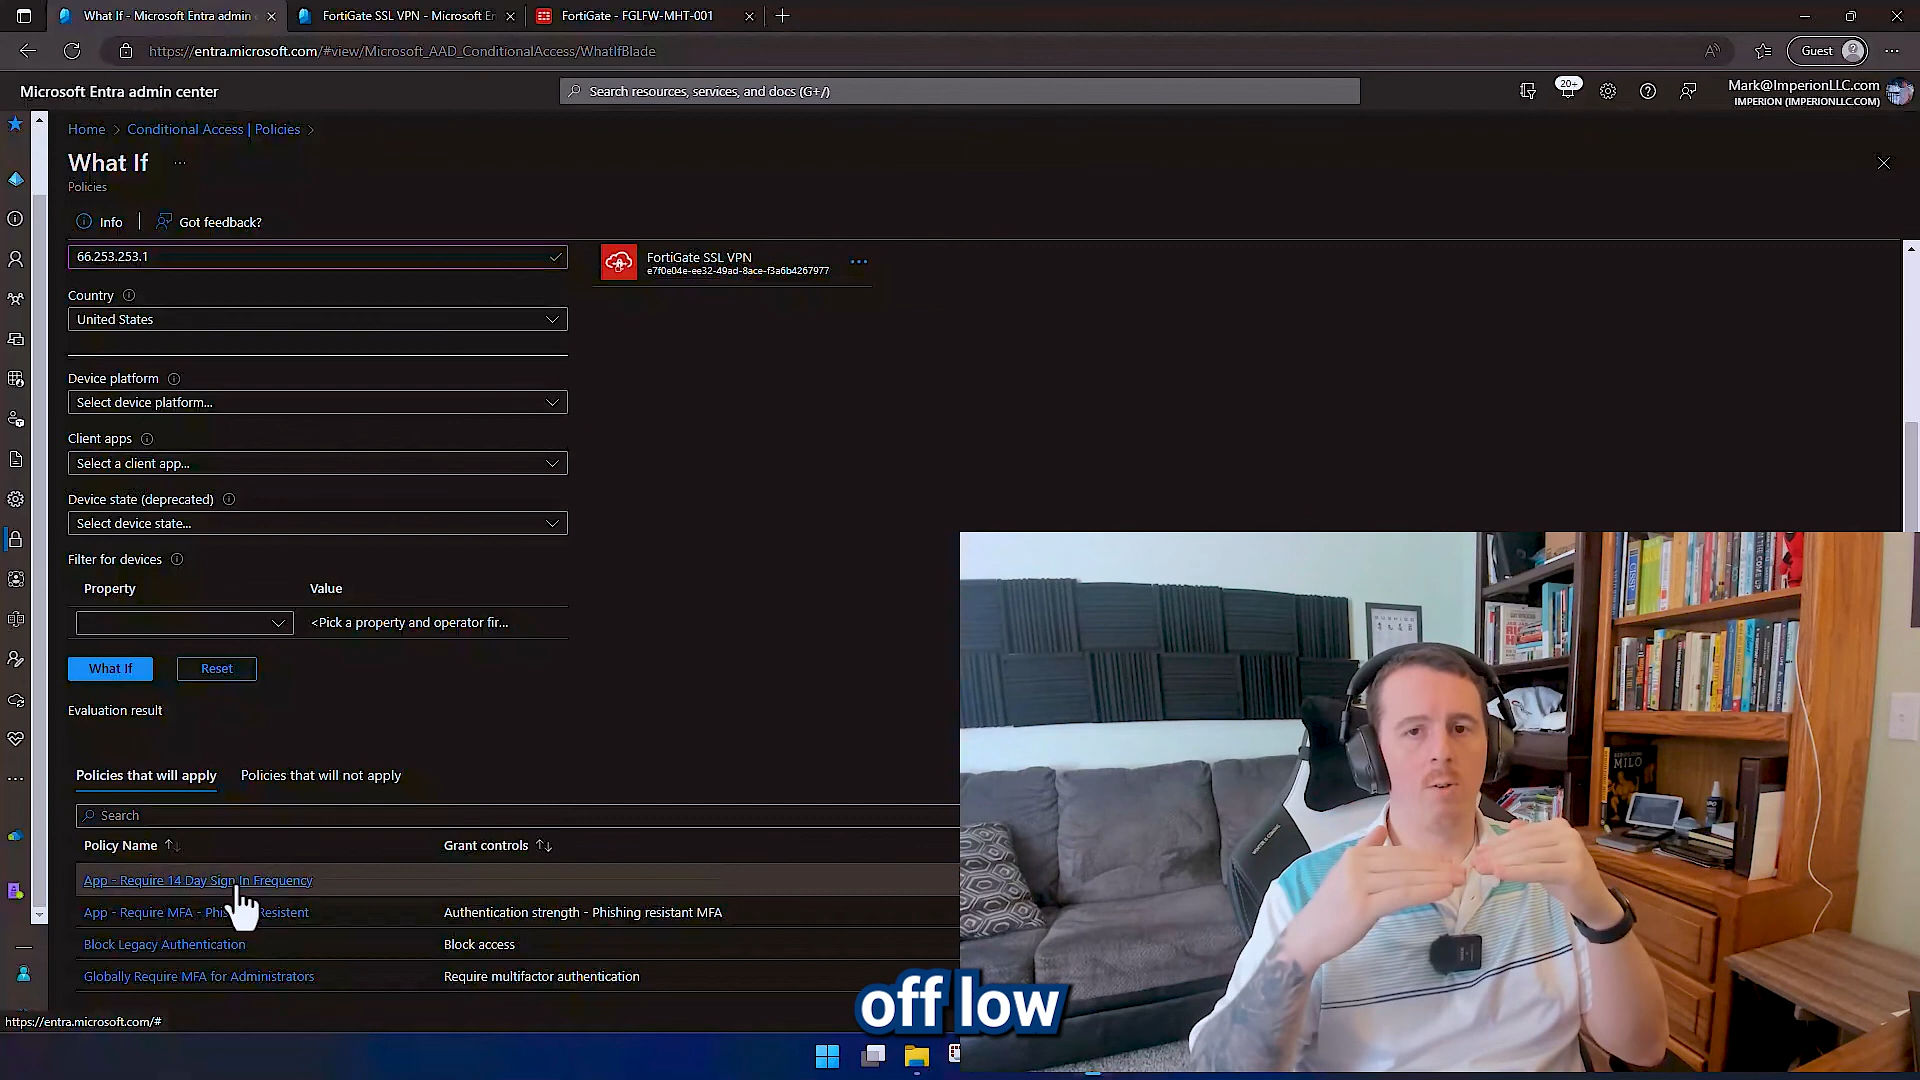 What If - Microsoft Entra admin
FortiGate SSL VPN - Microsoft E
FortiGate - FGLFW-MHT-001
https://entra.microsoft.com/#view/Microsoft_AAD_ConditionalAccess/WhatIfBlade
Guest
Microsoft Entra admin center
Search resources, services, and docs (G+/)
20+
Mark@ImperionLLC.com
IMPERION (IMPERIONLLC.COM)
Home > Conditional Access | Policies >
What If ...
Policies
Info | Got feedback?
66.253.253.1
FortiGate SSL VPN
e7f0e04e-ee32-49ad-8ace-f3a6b4267977
Country
United States
Device platform
Select device platform...
Client apps
Select a client app...
Device state (deprecated)
Select device state...
Filter for devices
Property Value
<Pick a property and operator fir...
What If Reset
Evaluation result
Policies that will apply Policies that will not apply
Search
Policy Name Grant controls
App - Require 14 Day Sign In Frequency
App - Require MFA - Phis Resistent Authentication strength - Phishing resistant MFA
Block Legacy Authentication Block access
Globally Require MFA for Administrators Require multifactor authentication
https://entra.microsoft.com/#
off low
CISSP
MILO